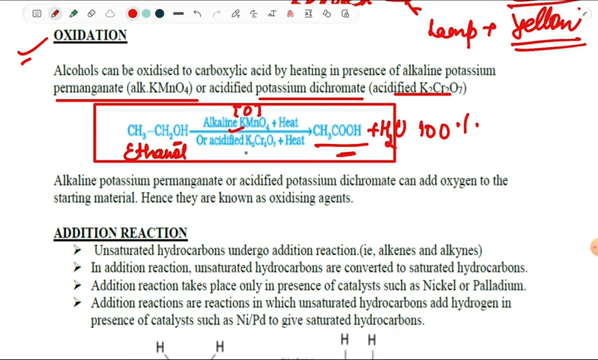 Lamp → yellow
OXIDATION
Alcohols can be oxidised to carboxylic acid by heating in presence of alkaline potassium
permanganate (alk.KMnO4) or acidified potassium dichromate (acidified K2Cr2O7)
[O]
CH3-CH2OH Alkaline KMnO4 + Heat CH3COOH + H2O 100%
Or acidified K2Cr2O7 + Heat
Ethanol
Alkaline potassium permanganate or acidified potassium dichromate can add oxygen to the
starting material. Hence they are known as oxidising agents.
ADDITION REACTION
➤ Unsaturated hydrocarbons undergo addition reaction.(ie, alkenes and alkynes)
➤ In addition reaction, unsaturated hydrocarbons are converted to saturated hydrocarbons.
➤ Addition reaction takes place only in presence of catalysts such as Nickel or Palladium.
➤ Addition reactions are reactions in which unsaturated hydrocarbons add hydrogen in
presence of catalysts such as Ni/Pd to give saturated hydrocarbons.
H H H H